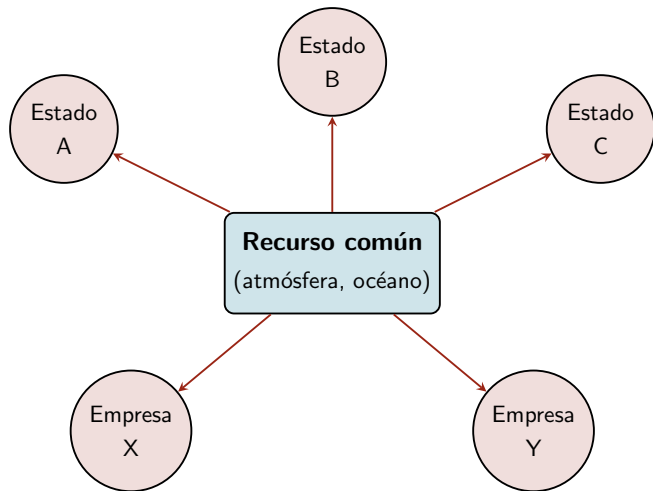 Estado
B
Estado
A
Estado
C
Recurso común
(atmósfera, océano)
Empresa
X
Empresa
Y